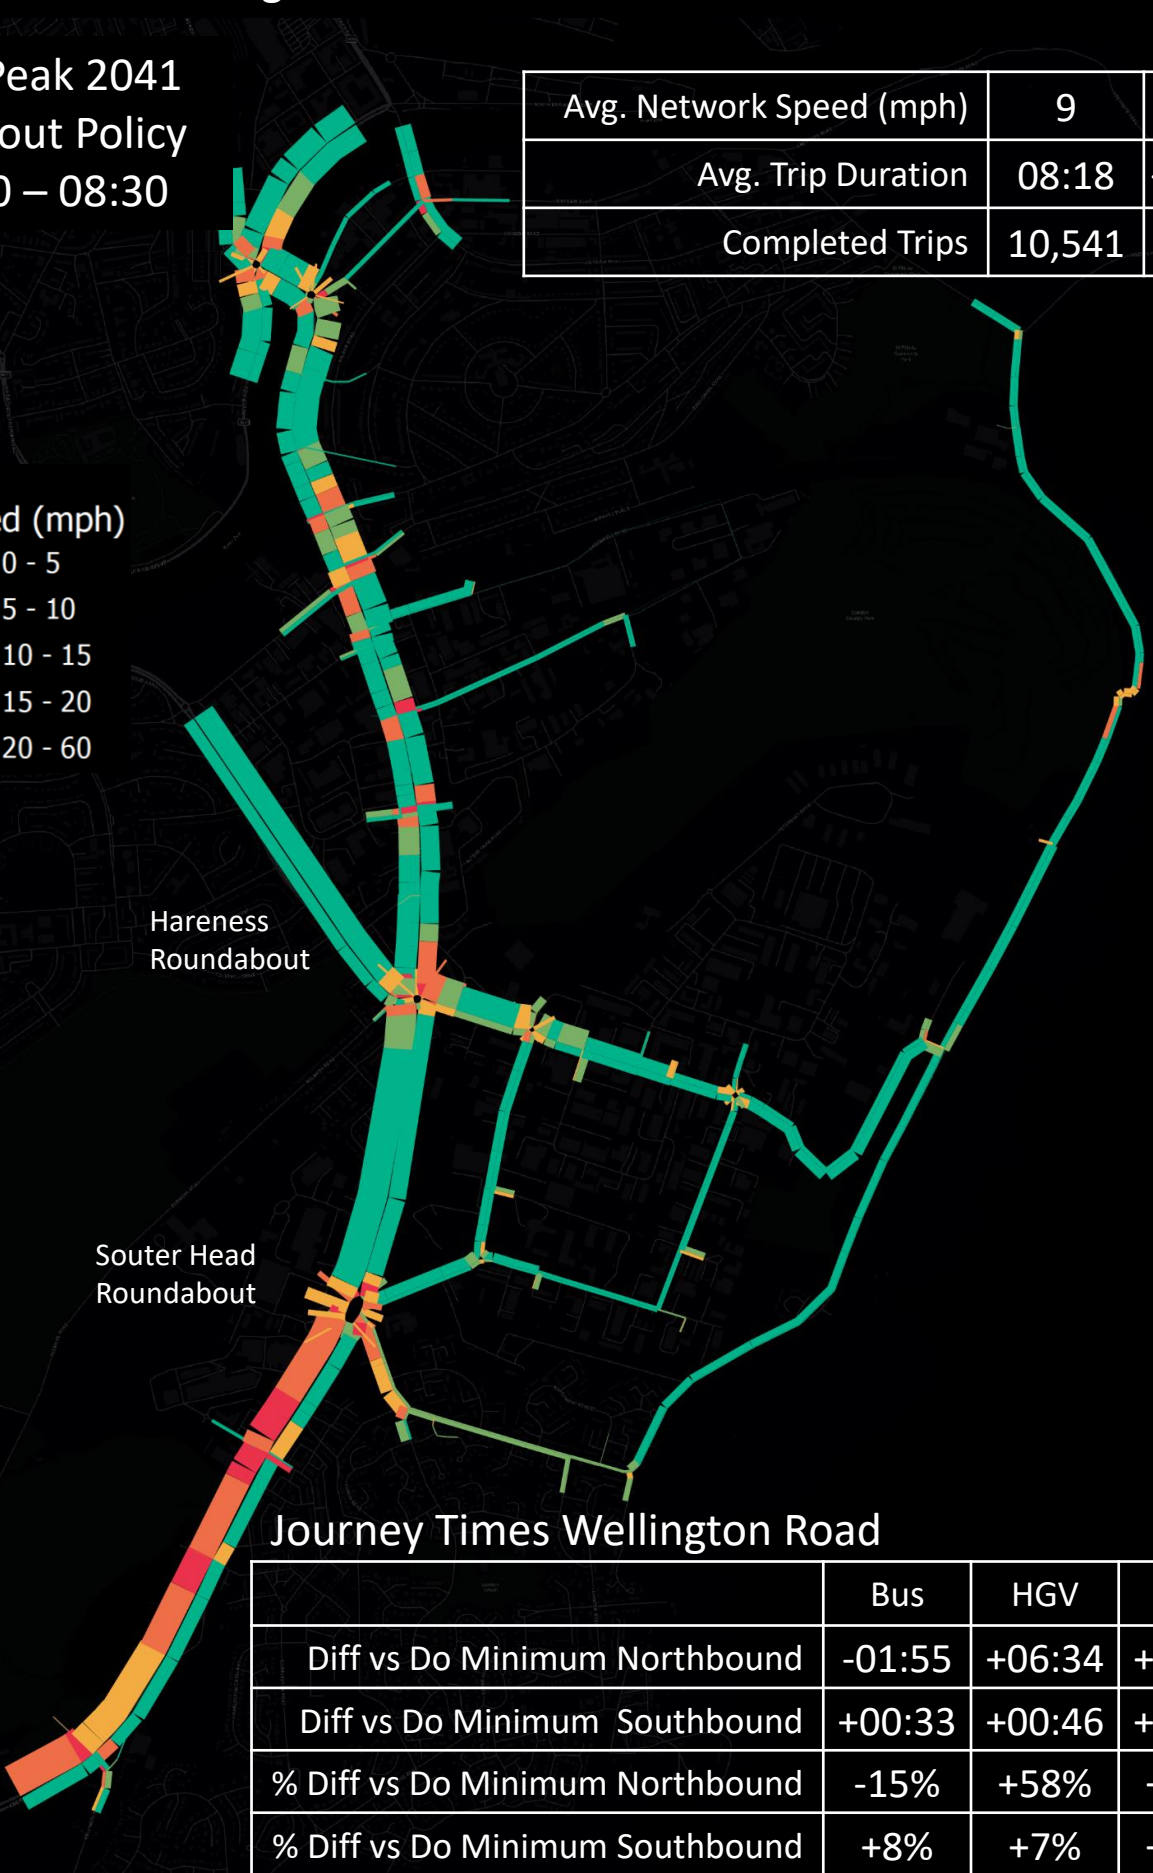 Peak 2041
out Policy
0 – 08:30
Avg. Network Speed (mph) 9
Avg. Trip Duration 08:18
Completed Trips 10,541
ed (mph)
0 - 5
5 - 10
10 - 15
15 - 20
20 - 60
Hareness
Roundabout
Souter Head
Roundabout
Journey Times Wellington Road
Bus HGV
Diff vs Do Minimum Northbound -01:55 +06:34 +
Diff vs Do Minimum Southbound +00:33 +00:46 +
% Diff vs Do Minimum Northbound -15% +58%
% Diff vs Do Minimum Southbound +8% +7%